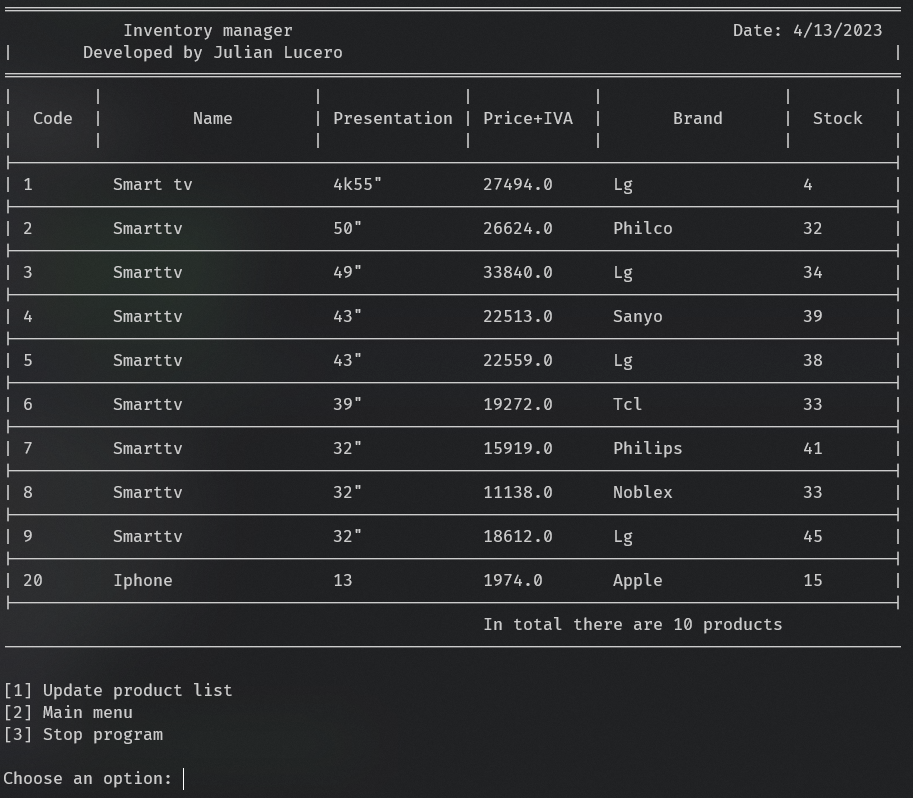 Inventory manager Date: 4/13/2023
Developed by Julian Lucero
Code Name Presentation Price+IVA Brand Stock
1 Smart tv 4k55" 27494.0 Lg 4
2 Smarttv 50" 26624.0 Philco 32
3 Smarttv 49" 33840.0 Lg 34
4 Smarttv 43" 22513.0 Sanyo 39
5 Smarttv 43" 22559.0 Lg 38
6 Smarttv 39" 19272.0 Tcl 33
7 Smarttv 32" 15919.0 Philips 41
8 Smarttv 32" 11138.0 Noblex 33
9 Smarttv 32" 18612.0 Lg 45
20 Iphone 13 1974.0 Apple 15
In total there are 10 products
[1] Update product list
[2] Main menu
[3] Stop program
Choose an option: